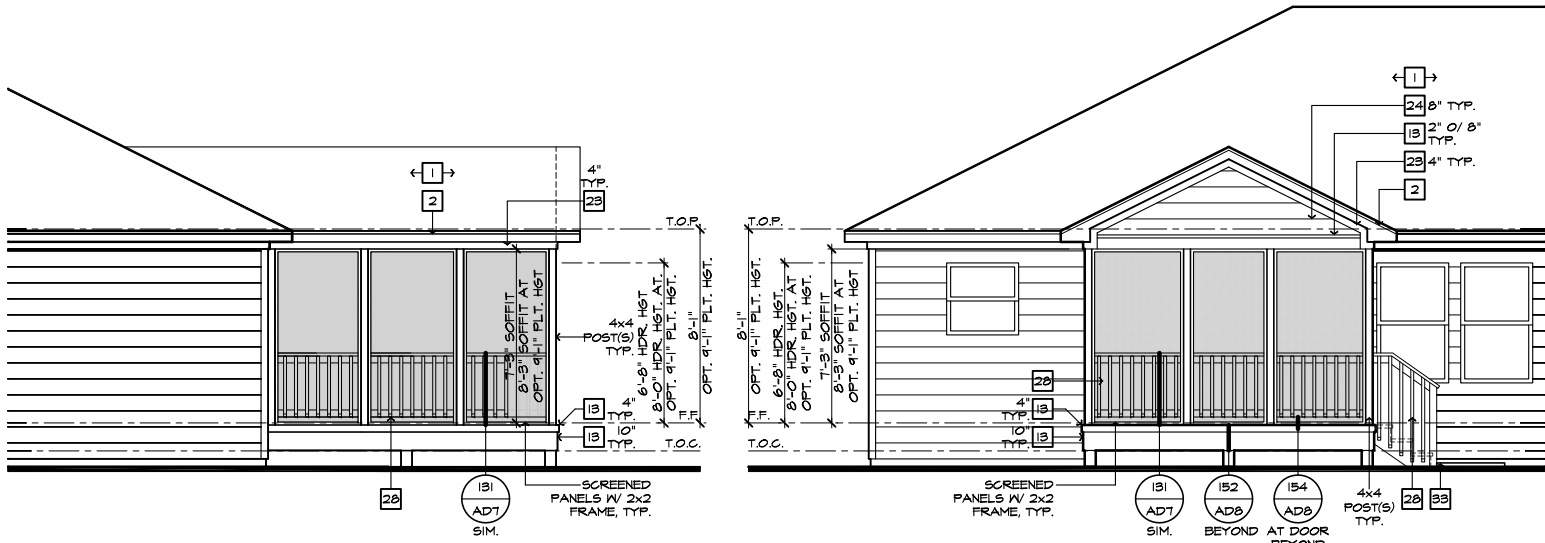 1
2
4"
TYP.
23
T.O.P.
7'-3" SOFFIT
8'-3" SOFFIT AT
OPT. 9'-1" PLT. HGT
4x4
POST(S)
TYP.
6'-8" HDR. HGT
8'-0" HDR. HGT. AT.
OPT. 9'-1" PLT. HGT.
8'-1"
OPT. 9'-1" PLT. HGT.
13 4"
TYP.
F.F.
13 10"
TYP.
T.O.C.
28
131
AD7
SIM.
SCREENED
PANELS W/ 2x2
FRAME, TYP.
1
24 8" TYP.
13 2" O/ 8"
TYP.
23 4" TYP.
2
T.O.P.
8'-1"
OPT. 9'-1" PLT. HGT.
6'-8" HDR. HGT
8'-0" HDR. HGT. AT
OPT. 9'-1" PLT. HGT.
7'-3" SOFFIT
8'-3" SOFFIT AT
OPT. 9'-1" PLT. HGT
28
4"
TYP. 13
F.F.
10"
TYP. 13
T.O.C.
SCREENED
PANELS W/ 2x2
FRAME, TYP.
131
AD7
SIM.
152
AD8
BEYOND
154
AD8
AT DOOR
BEYOND
4x4
POST(S)
TYP.
28
33